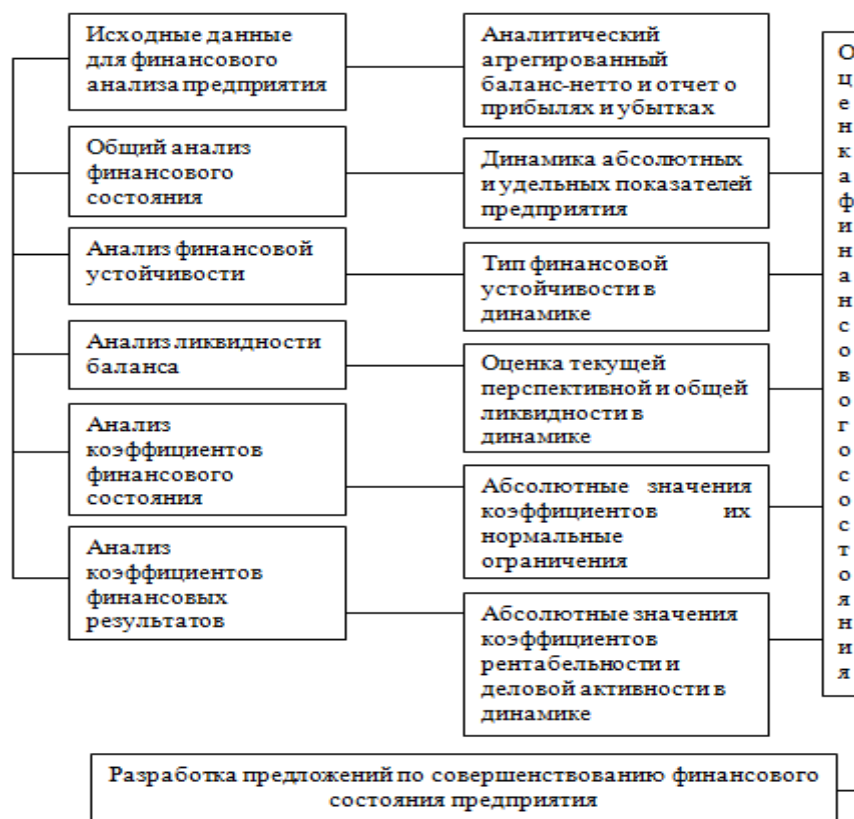 Исходные данные
для финансового
анализа предприятия
Аналитический
агрегированный
баланс-нетто и отчет о
прибылях и убытках
Общий анализ
финансового
состояния
Динамика абсолютных
и удельных показателей
предприятия
Анализ финансовой
устойчивости
Тип финансовой
устойчивости в
динамике
Анализ ликвидности
баланса
Оценка текущей
перспективной и общей
ликвидности в
динамике
Анализ
коэффициентов
финансового
состояния
Абсолютные значения
коэффициентов их
нормальные
ограничения
Анализ
коэффициентов
финансовых
результатов
Абсолютные значения
коэффициентов
рентабельности и
деловой активности в
динамике
О
ц
е
н
к
а
ф
и
н
а
н
с
о
в
о
г
о
с
о
с
т
о
я
н
и
я
Разработка предложений по совершенствованию финансового
состояния предприятия